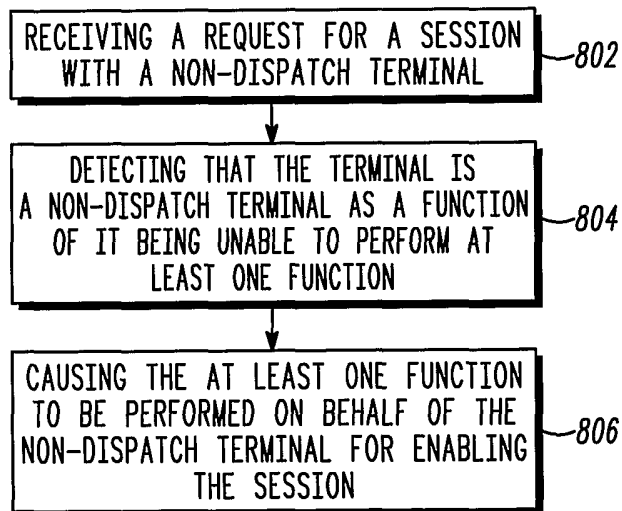 RECEIVING A REQUEST FOR A SESSION
WITH A NON-DISPATCH TERMINAL
802
DETECTING THAT THE TERMINAL IS
A NON-DISPATCH TERMINAL AS A FUNCTION
OF IT BEING UNABLE TO PERFORM AT
LEAST ONE FUNCTION
804
CAUSING THE AT LEAST ONE FUNCTION
TO BE PERFORMED ON BEHALF OF THE
NON-DISPATCH TERMINAL FOR ENABLING
THE SESSION
806